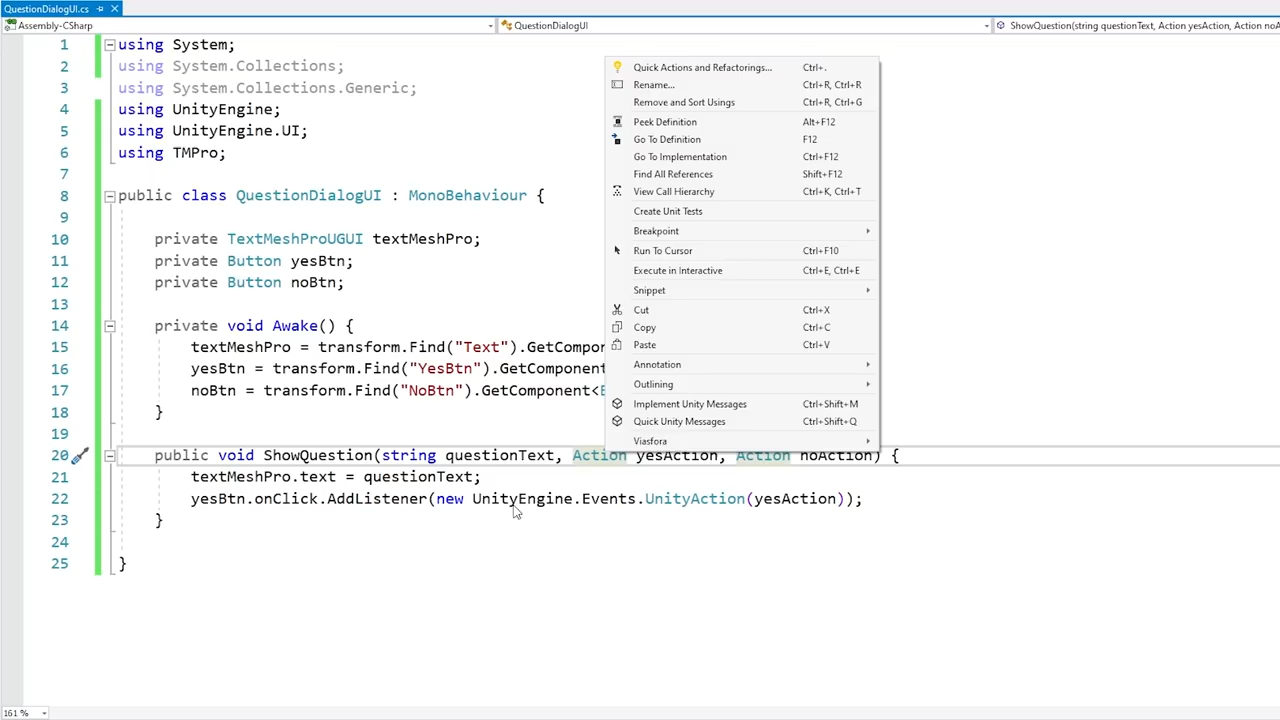 QuestionDialogUI.cs
Assembly-CSharp QuestionDialogUI ShowQuestion(string questionText, Action yesAction, Action noA
1 using System;
2 using System.Collections;
3 using System.Collections.Generic;
4 using UnityEngine;
5 using UnityEngine.UI;
6 using TMPro;
7
8 public class QuestionDialogUI : MonoBehaviour {
9
10 private TextMeshProUGUI textMeshPro;
11 private Button yesBtn;
12 private Button noBtn;
13
14 private void Awake() {
15 textMeshPro = transform.Find("Text").GetCompon
16 yesBtn = transform.Find("YesBtn").GetComponent
17 noBtn = transform.Find("NoBtn").GetComponent<
18 }
19
20 public void ShowQuestion(string questionText, Action yesAction, Action noAction) {
21 textMeshPro.text = questionText;
22 yesBtn.onClick.AddListener(new UnityEngine.Events.UnityAction(yesAction));
23 }
24
25 }
Quick Actions and Refactorings... Ctrl+.
Rename... Ctrl+R, Ctrl+R
Remove and Sort Usings Ctrl+R, Ctrl+G
Peek Definition Alt+F12
Go To Definition F12
Go To Implementation Ctrl+F12
Find All References Shift+F12
View Call Hierarchy Ctrl+K, Ctrl+T
Create Unit Tests
Breakpoint
Run To Cursor Ctrl+F10
Execute in Interactive Ctrl+E, Ctrl+E
Snippet
Cut Ctrl+X
Copy Ctrl+C
Paste Ctrl+V
Annotation
Outlining
Implement Unity Messages Ctrl+Shift+M
Quick Unity Messages Ctrl+Shift+Q
Viasfora
161 %